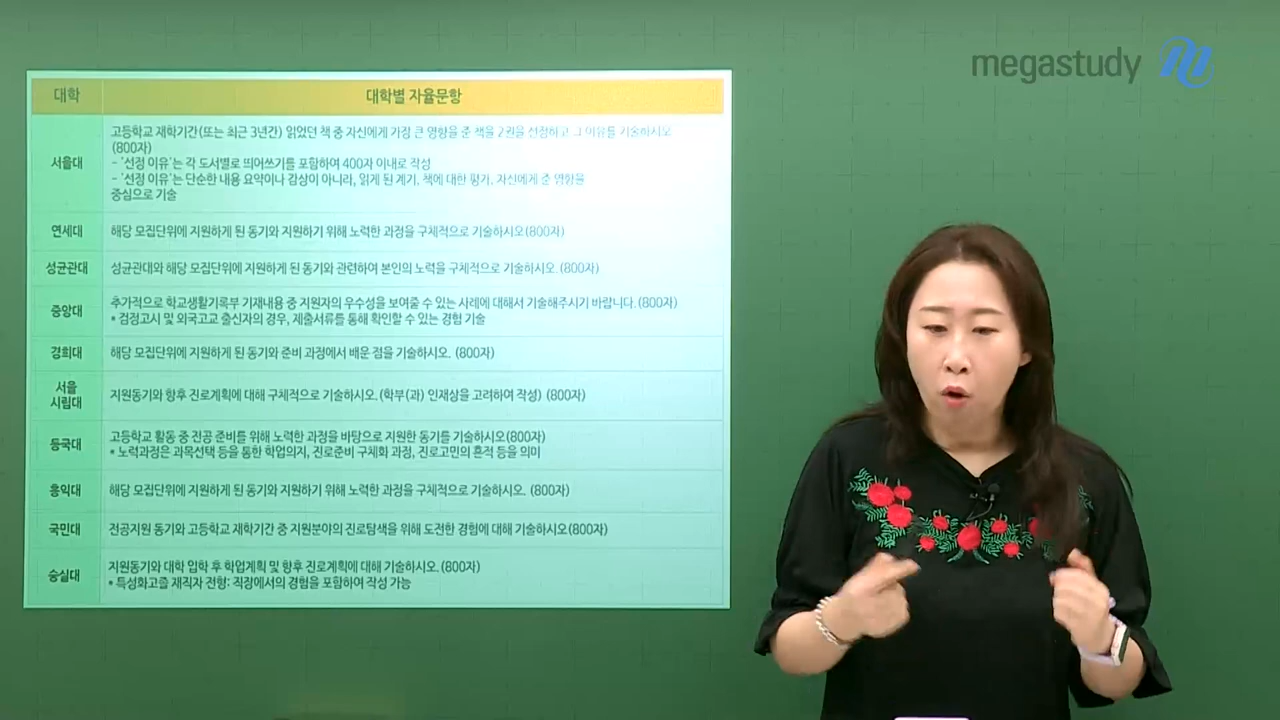 megastudy
대학 대학별 자율문항
고등학교 재학기간(또는 최근 3년간) 읽었던 책 중 자신에게 가장 큰 영향을 준 책을 2권을 선정하고 그 이유를 기술하시오
(800자)
서울대
- '선정 이유'는 각 도서별로 띄어쓰기를 포함하여 400자 이내로 작성
- '선정 이유'는 단순한 내용 요약이나 감상이 아니라, 읽게 된 계기, 책에 대한 평가, 자신에게 준 영향을
중심으로 기술
연세대 해당 모집단위에 지원하게 된 동기와 지원하기 위해 노력한 과정을 구체적으로 기술하시오(800자)
성균관대 성균관대와 해당 모집단위에 지원하게 된 동기와 관련하여 본인의 노력을 구체적으로 기술하시오. (800자)
중앙대
추가적으로 학교생활기록부 기재내용 중 지원자의 우수성을 보여줄 수 있는 사례에 대해서 기술해주시기 바랍니다. (800자)
* 검정고시 및 외국고교 출신자의 경우, 제출서류를 통해 확인할 수 있는 경험 기술
경희대 해당 모집단위에 지원하게 된 동기와 준비 과정에서 배운 점을 기술하시오. (800자)
서울
시립대
지원동기와 향후 진로계획에 대해 구체적으로 기술하시오. (학부(과) 인재상을 고려하여 작성) (800자)
동국대
고등학교 활동 중 전공 준비를 위해 노력한 과정을 바탕으로 지원한 동기를 기술하시오(800자)
* 노력과정은 과목선택 등을 통한 학업의지, 진로준비 구체화 과정, 진로고민의 흔적 등을 의미
홍익대 해당 모집단위에 지원하게 된 동기와 지원하기 위해 노력한 과정을 구체적으로 기술하시오. (800자)
국민대 전공지원 동기와 고등학교 재학기간 중 지원분야의 진로탐색을 위해 도전한 경험에 대해 기술하시오(800자)
숭실대
지원동기와 대학 입학 후 학업계획 및 향후 진로계획에 대해 기술하시오. (800자)
* 특성화고졸 재직자 전형: 직장에서의 경험을 포함하여 작성 가능